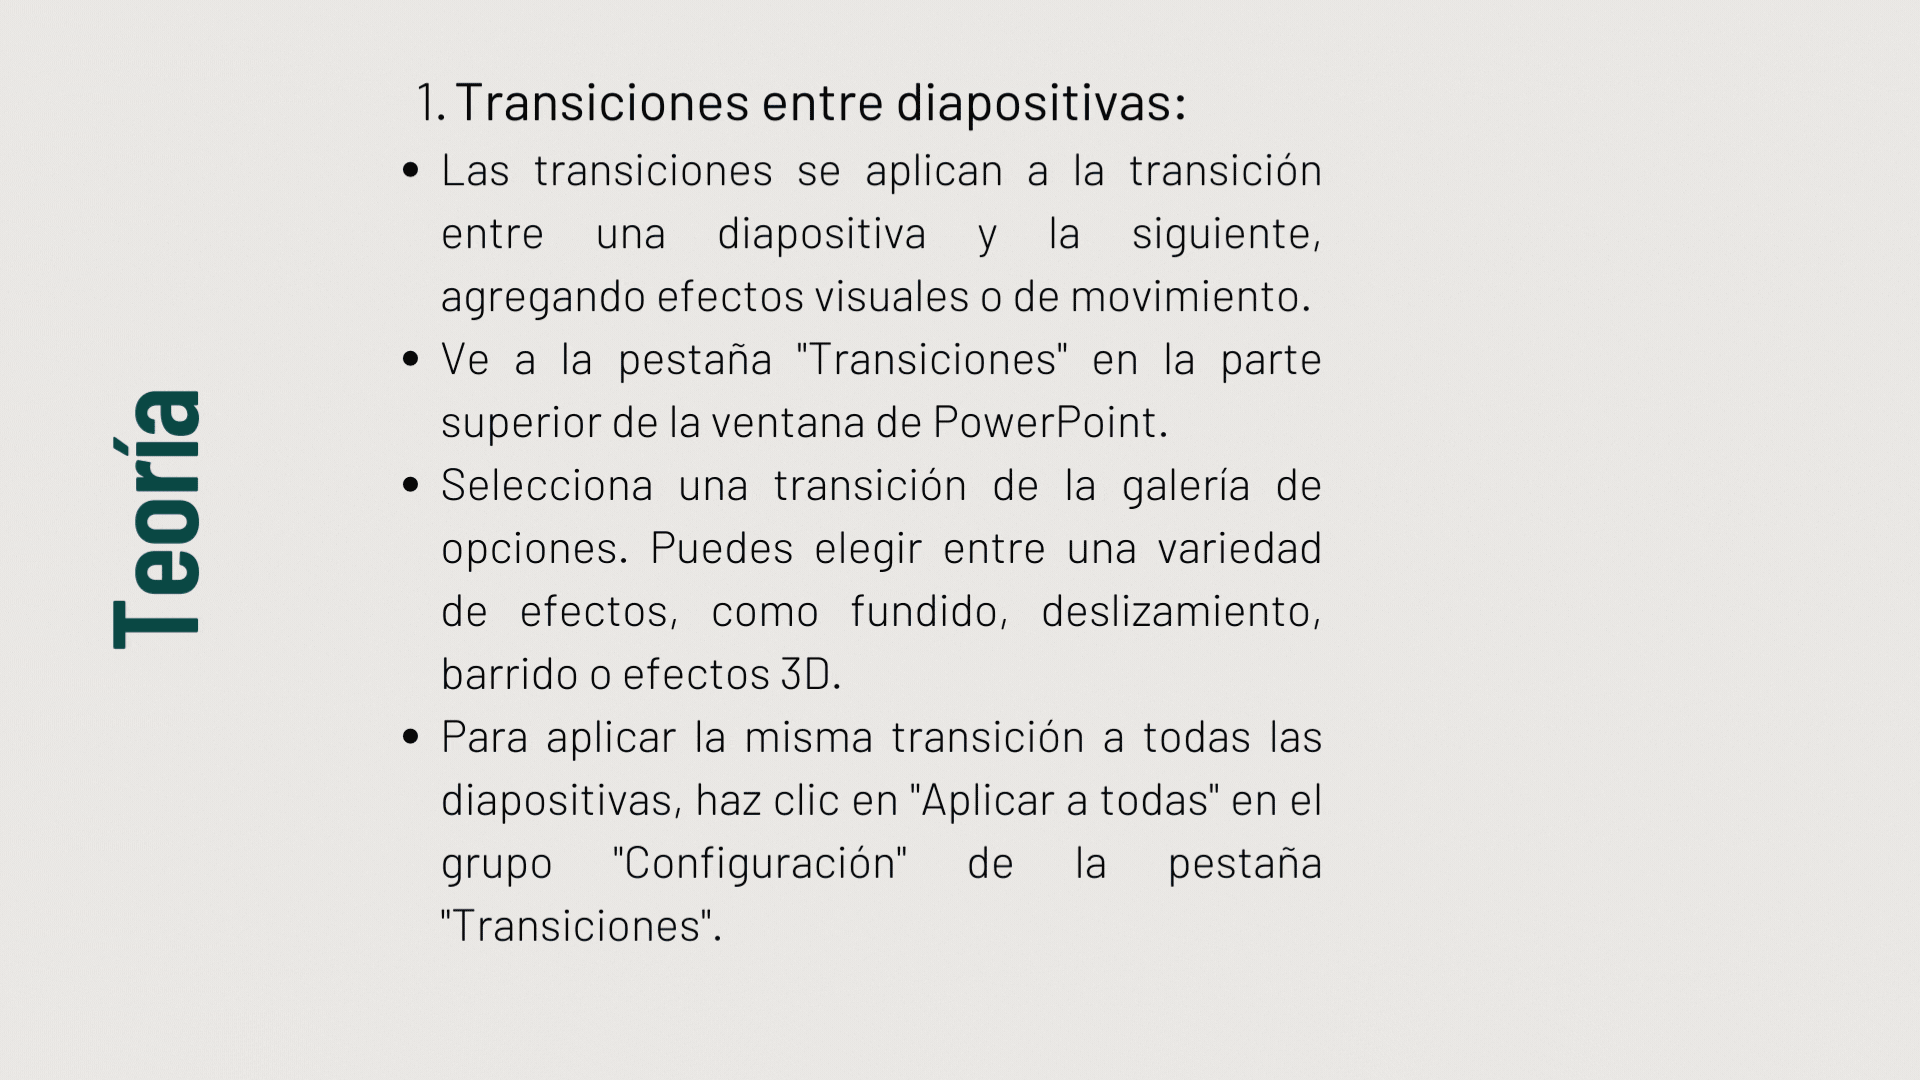 Teoría
1. Transiciones entre diapositivas:
• Las transiciones se aplican a la transición
entre una diapositiva y la siguiente,
agregando efectos visuales o de movimiento.
• Ve a la pestaña "Transiciones" en la parte
superior de la ventana de PowerPoint.
• Selecciona una transición de la galería de
opciones. Puedes elegir entre una variedad
de efectos, como fundido, deslizamiento,
barrido o efectos 3D.
• Para aplicar la misma transición a todas las
diapositivas, haz clic en "Aplicar a todas" en el
grupo "Configuración" de la pestaña
"Transiciones".